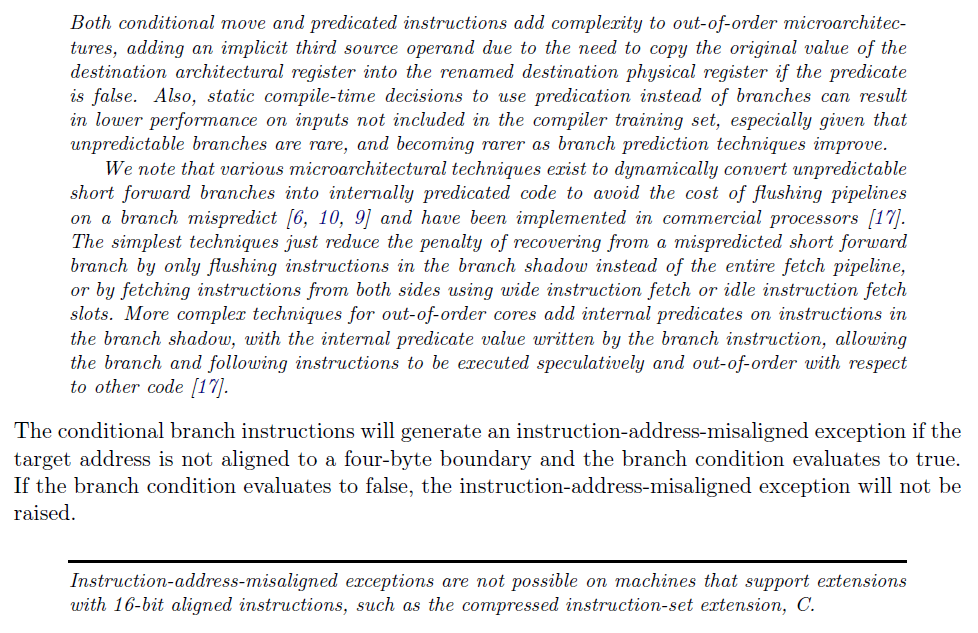 Both conditional move and predicated instructions add complexity to out-of-order microarchitec-
tures, adding an implicit third source operand due to the need to copy the original value of the
destination architectural register into the renamed destination physical register if the predicate
is false. Also, static compile-time decisions to use predication instead of branches can result
in lower performance on inputs not included in the compiler training set, especially given that
unpredictable branches are rare, and becoming rarer as branch prediction techniques improve.
We note that various microarchitectural techniques exist to dynamically convert unpredictable
short forward branches into internally predicated code to avoid the cost of flushing pipelines
on a branch mispredict [6, 10, 9] and have been implemented in commercial processors [17].
The simplest techniques just reduce the penalty of recovering from a mispredicted short forward
branch by only flushing instructions in the branch shadow instead of the entire fetch pipeline,
or by fetching instructions from both sides using wide instruction fetch or idle instruction fetch
slots. More complex techniques for out-of-order cores add internal predicates on instructions in
the branch shadow, with the internal predicate value written by the branch instruction, allowing
the branch and following instructions to be executed speculatively and out-of-order with respect
to other code [17].
The conditional branch instructions will generate an instruction-address-misaligned exception if the
target address is not aligned to a four-byte boundary and the branch condition evaluates to true.
If the branch condition evaluates to false, the instruction-address-misaligned exception will not be
raised.
Instruction-address-misaligned exceptions are not possible on machines that support extensions
with 16-bit aligned instructions, such as the compressed instruction-set extension, C.